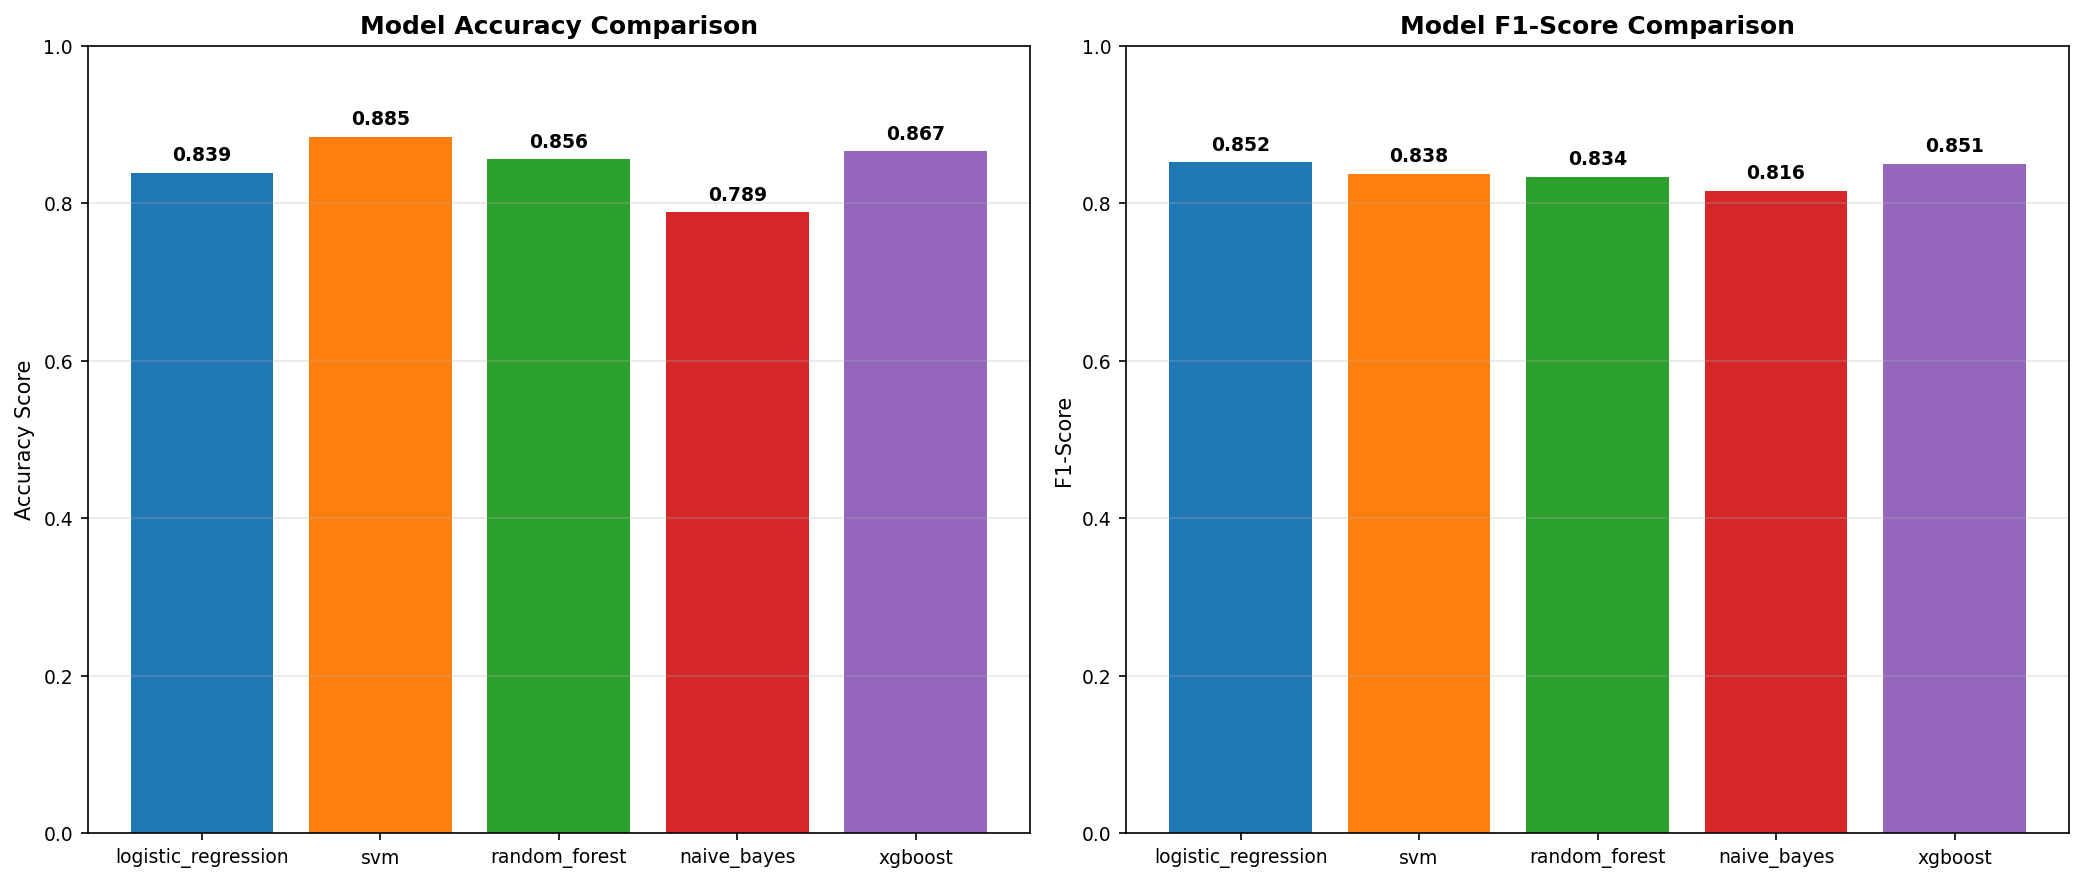 Model Accuracy Comparison
Accuracy Score
1.0
0.8
0.6
0.4
0.2
0.0
0.839
0.885
0.856
0.789
0.867
logistic_regression
svm
random_forest
naive_bayes
xgboost
Model F1-Score Comparison
F1-Score
1.0
0.8
0.6
0.4
0.2
0.0
0.852
0.838
0.834
0.816
0.851
logistic_regression
svm
random_forest
naive_bayes
xgboost